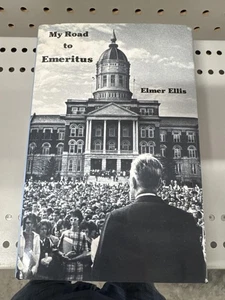 My Road
to
Emeritus
Elmer Ellis